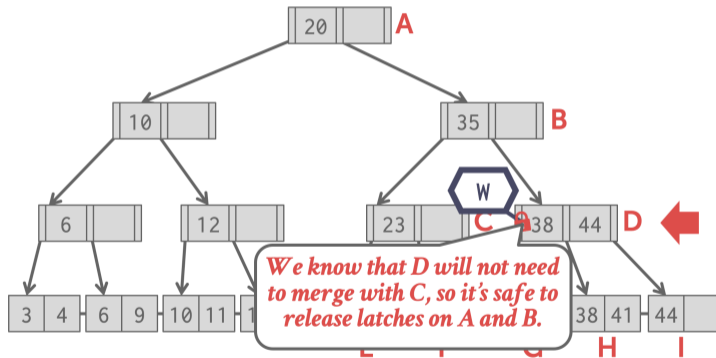 20 A
10 35 B
W
6 12 23 C 38 44 D
We know that D will not need
to merge with C, so it's safe to
release latches on A and B.
3 4 6 9 10 11 38 41 44
H I